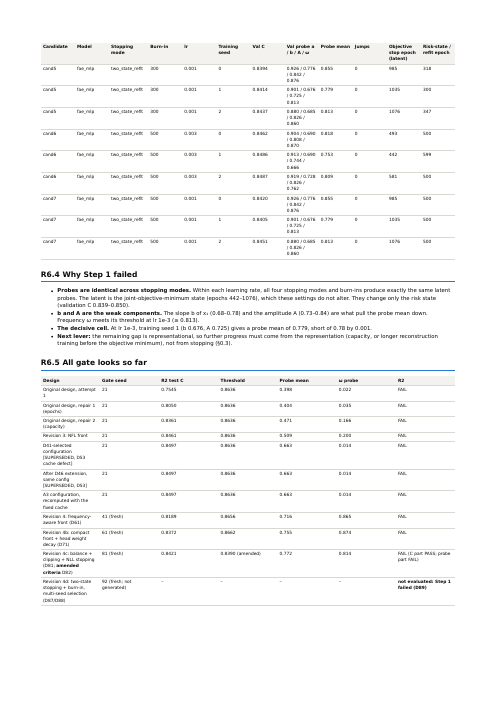 Candidate Model Stopping mode Burn-in lr Training seed Val C Val probe a / b / A / ω Probe mean Jumps Objective stop epoch (latent) Risk-state / refit epoch
cand5 fae_mlp two_state_refit 300 0.001 0 0.8394 0.926 / 0.776 / 0.842 / 0.876 0.855 0 985 318
cand5 fae_mlp two_state_refit 300 0.001 1 0.8414 0.901 / 0.676 / 0.725 / 0.813 0.779 0 1035 300
cand5 fae_mlp two_state_refit 300 0.001 2 0.8437 0.880 / 0.685 / 0.826 / 0.860 0.813 0 1076 347
cand6 fae_mlp two_state_refit 500 0.003 0 0.8462 0.904 / 0.690 / 0.808 / 0.870 0.818 0 493 500
cand6 fae_mlp two_state_refit 500 0.003 1 0.8486 0.913 / 0.690 / 0.744 / 0.666 0.753 0 442 599
cand6 fae_mlp two_state_refit 500 0.003 2 0.8487 0.919 / 0.728 / 0.826 / 0.762 0.809 0 581 500
cand7 fae_mlp two_state_refit 500 0.001 0 0.8420 0.926 / 0.776 / 0.842 / 0.876 0.855 0 985 500
cand7 fae_mlp two_state_refit 500 0.001 1 0.8405 0.901 / 0.676 / 0.725 / 0.813 0.779 0 1035 500
cand7 fae_mlp two_state_refit 500 0.001 2 0.8451 0.880 / 0.685 / 0.826 / 0.860 0.813 0 1076 500
R6.4 Why Step 1 failed
• Probes are identical across stopping modes. Within each learning rate, all four stopping modes and burn-ins produce exactly the same latent
probes. The latent is the joint-objective-minimum state (epochs 442–1076), which these settings do not alter. They change only the risk state
(validation C 0.839–0.850).
• b and A are the weak components. The slope b of x₁ (0.68–0.78) and the amplitude A (0.73–0.84) are what pull the probe mean down.
Frequency ω meets its threshold at lr 1e-3 (≥ 0.813).
• The decisive cell. At lr 1e-3, training seed 1 (b 0.676, A 0.725) gives a probe mean of 0.779, short of 0.78 by 0.001.
• Next lever: the remaining gap is representational, so further progress must come from the representation (capacity, or longer reconstruction
training before the objective minimum), not from stopping (§0.3).
R6.5 All gate looks so far
Design Gate seed R2 test C Threshold Probe mean ω probe R2
Original design, attempt 1 21 0.7545 0.8636 0.398 0.022 FAIL
Original design, repair 1 (epochs) 21 0.8050 0.8636 0.404 0.035 FAIL
Original design, repair 2 (capacity) 21 0.8361 0.8636 0.471 0.166 FAIL
Revision 3: NFL front 21 0.8461 0.8636 0.509 0.200 FAIL
D41-selected configuration [SUPERSEDED, D53 cache defect] 21 0.8497 0.8636 0.663 0.014 FAIL
After D46 extension, same config [SUPERSEDED, D53] 21 0.8497 0.8636 0.663 0.014 FAIL
A3 configuration, recomputed with the fixed cache 21 0.8497 0.8636 0.663 0.014 FAIL
Revision 4: frequency-aware front (D61) 41 (fresh) 0.8189 0.8656 0.716 0.865 FAIL
Revision 4b: compact front + head weight decay (D71) 61 (fresh) 0.8372 0.8662 0.755 0.874 FAIL
Revision 4c: balance + clipping + NLL stopping (D81; amended criteria D82) 81 (fresh) 0.8421 0.8390 (amended) 0.772 0.814 FAIL (C part PASS; probe part FAIL)
Revision 4d: two-state stopping + burn-in, multi-seed selection (D87/D88) 92 (fresh; not generated) – – – – not evaluated: Step 1 failed (D89)